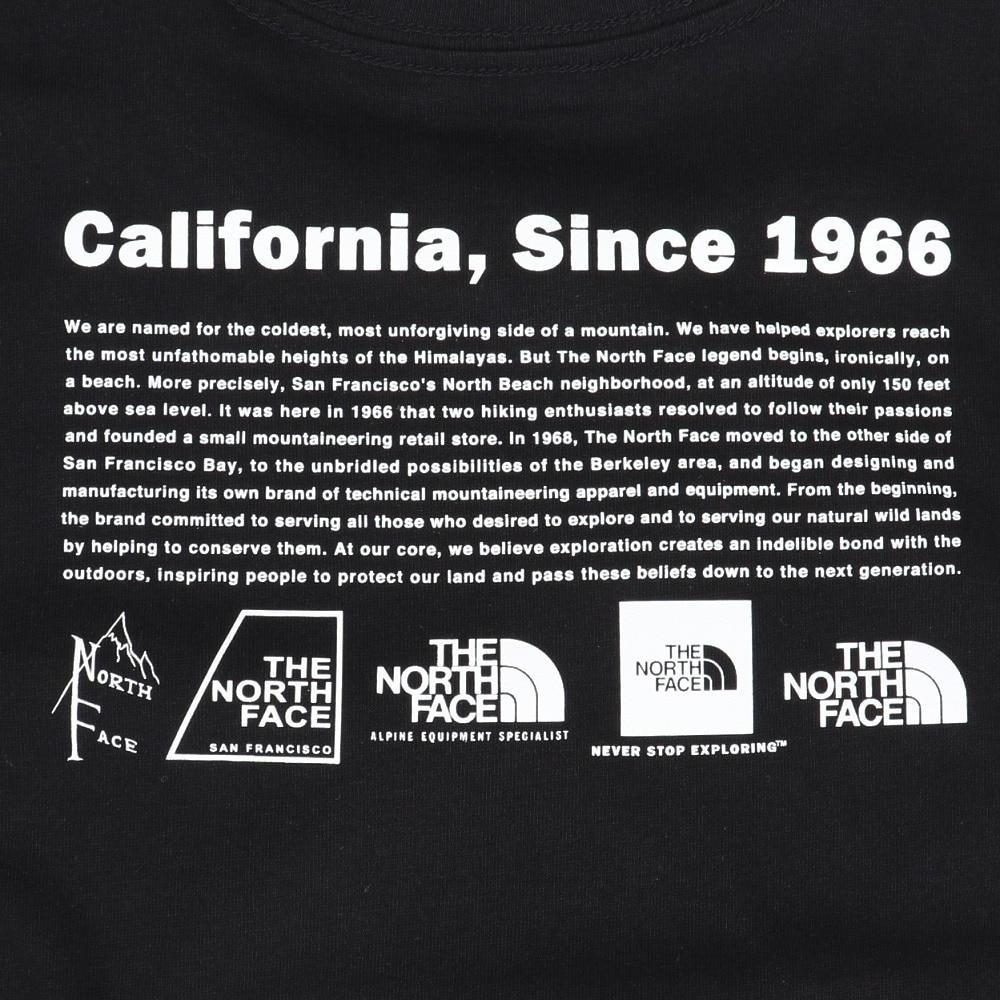 California, Since 1966
We are named for the coldest, most unforgiving side of a mountain. We have helped explorers reach
the most unfathomable heights of the Himalayas. But The North Face legend begins, ironically, on
a beach. More precisely, San Francisco's North Beach neighborhood, at an altitude of only 150 feet
above sea level. It was here in 1966 that two hiking enthusiasts resolved to follow their passions
and founded a small mountaineering retail store. In 1968, The North Face moved to the other side of
San Francisco Bay, to the unbridled possibilities of the Berkeley area, and began designing and
manufacturing its own brand of technical mountaineering apparel and equipment. From the beginning,
the brand committed to serving all those who desired to explore and to serving our natural wild lands
by helping to conserve them. At our core, we believe exploration creates an indelible bond with the
outdoors, inspiring people to protect our land and pass these beliefs down to the next generation.
NORTH
FACE
THE
NORTH
FACE
SAN FRANCISCO
THE
NORTH
FACE
ALPINE EQUIPMENT SPECIALIST
THE
NORTH
FACE
NEVER STOP EXPLORING™
THE
NORTH
FACE